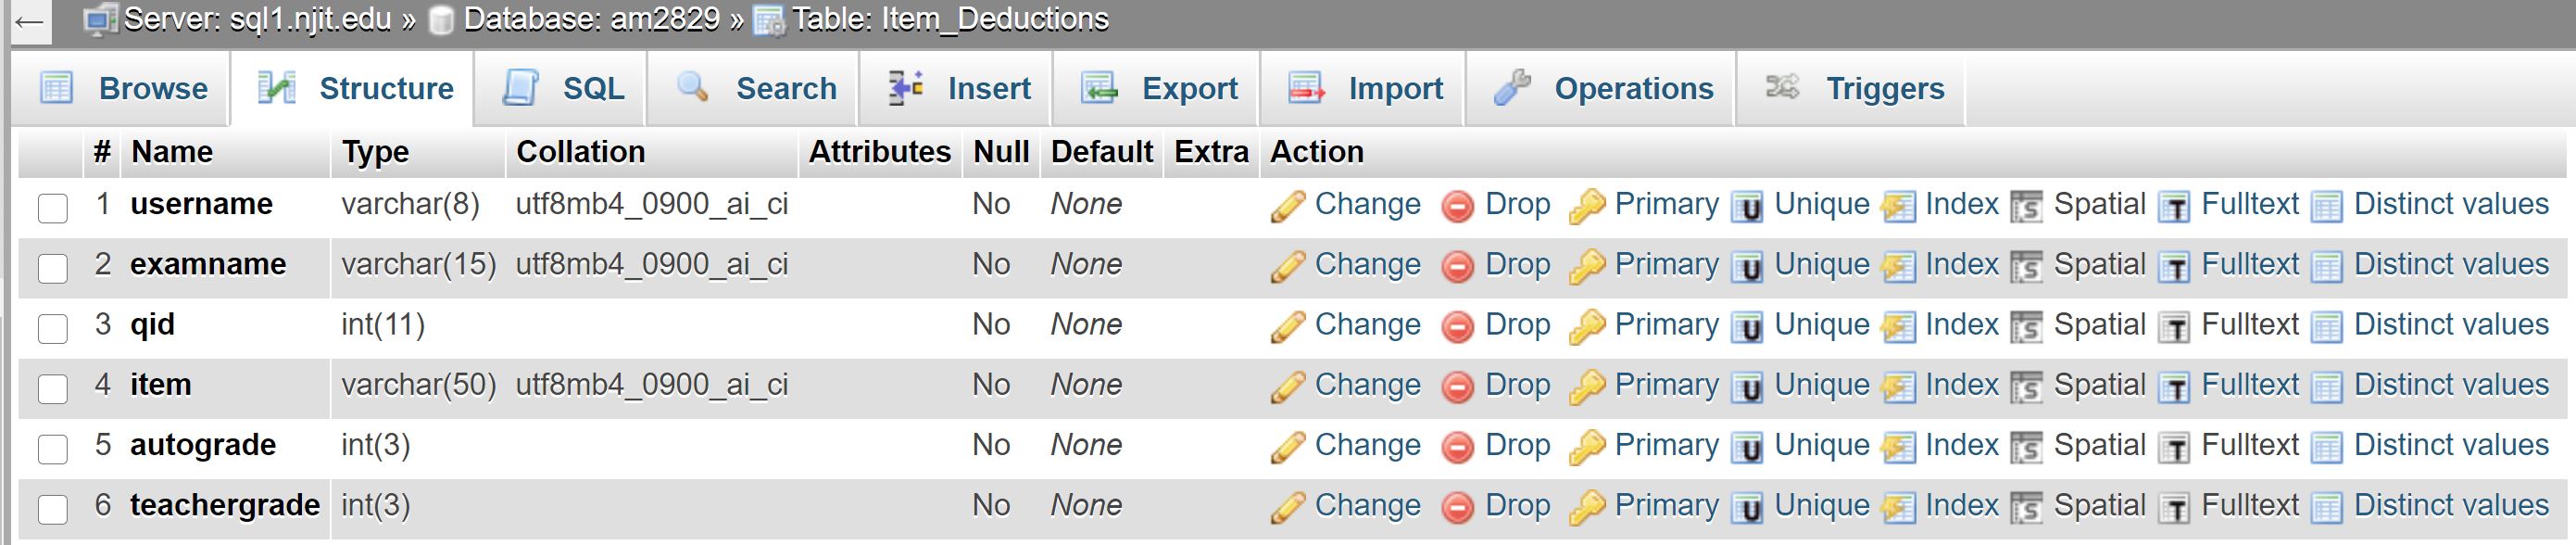 ← Server: sql1.njit.edu » Database: am2829 » Table: Item_Deductions
Browse Structure SQL Search Insert Export Import Operations Triggers
# Name Type Collation Attributes Null Default Extra Action
1 username varchar(8) utf8mb4_0900_ai_ci No None Change Drop Primary Unique Index Spatial Fulltext Distinct values
2 examname varchar(15) utf8mb4_0900_ai_ci No None Change Drop Primary Unique Index Spatial Fulltext Distinct values
3 qid int(11) No None Change Drop Primary Unique Index Spatial Fulltext Distinct values
4 item varchar(50) utf8mb4_0900_ai_ci No None Change Drop Primary Unique Index Spatial Fulltext Distinct values
5 autograde int(3) No None Change Drop Primary Unique Index Spatial Fulltext Distinct values
6 teachergrade int(3) No None Change Drop Primary Unique Index Spatial Fulltext Distinct values